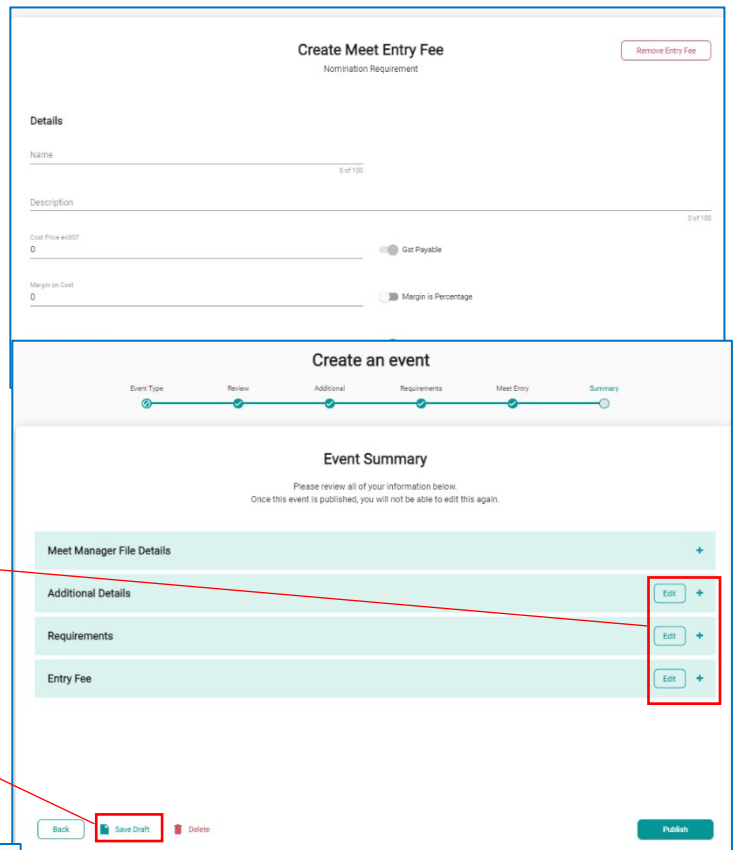 Create Meet Entry Fee
Remove Entry Fee
Nomination Requirement
Details
Name
0 of 100
Description
0 of 100
Cost Price exGST
0
Gst Payable
Margin on Cost
0
Margin is Percentage
Create an event
Event Type Review Additional Requirements Meet Entry Summary
Event Summary
Please review all of your information below.
Once this event is published, you will not be able to edit this again.
Meet Manager File Details +
Additional Details Edit +
Requirements Edit +
Entry Fee Edit +
Back Save Draft Delete Publish